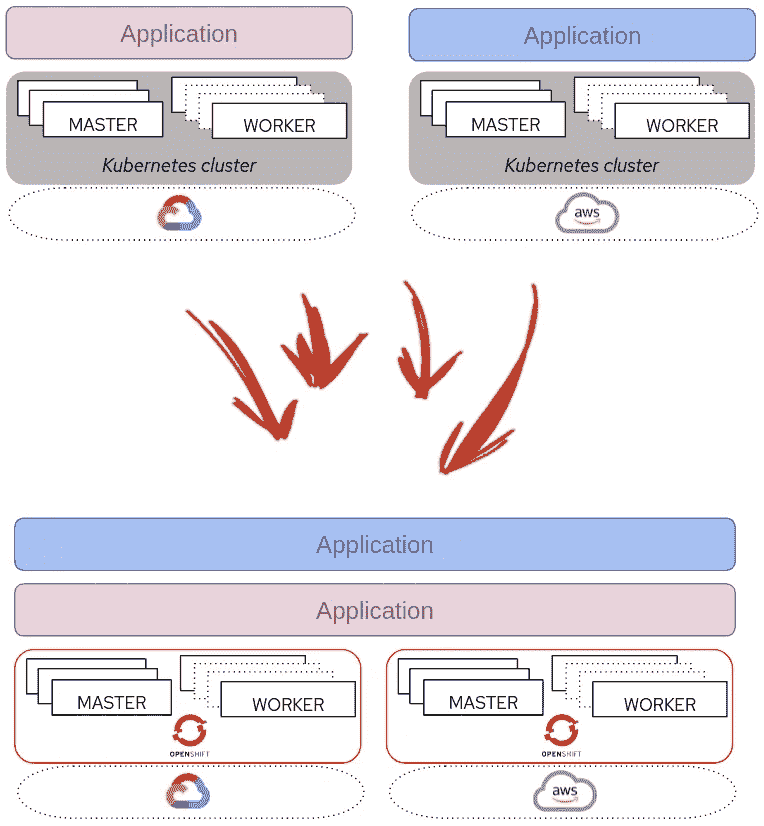 Application
Application
MASTER
WORKER
MASTER
WORKER
Kubernetes cluster
Kubernetes cluster
aws
Application
Application
MASTER
WORKER
MASTER
WORKER
OPENSHIFT
OPENSHIFT
aws